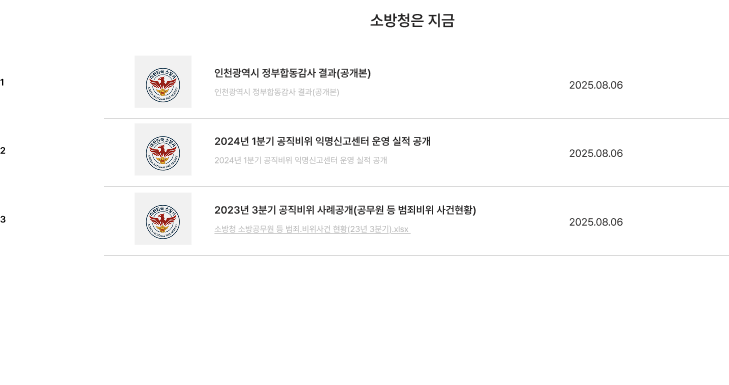 소방청은 지금
1
인천광역시 정부합동감사 결과(공개본)
인천광역시 정부합동감사 결과(공개본)
2025.08.06
2
2024년 1분기 공직비위 익명신고센터 운영 실적 공개
2024년 1분기 공직비위 익명신고센터 운영 실적 공개
2025.08.06
3
2023년 3분기 공직비위 사례공개(공무원 등 범죄비위 사건현황)
소방청 소방공무원 등 범죄.비위사건 현황(23년 3분기).xlsx
2025.08.06